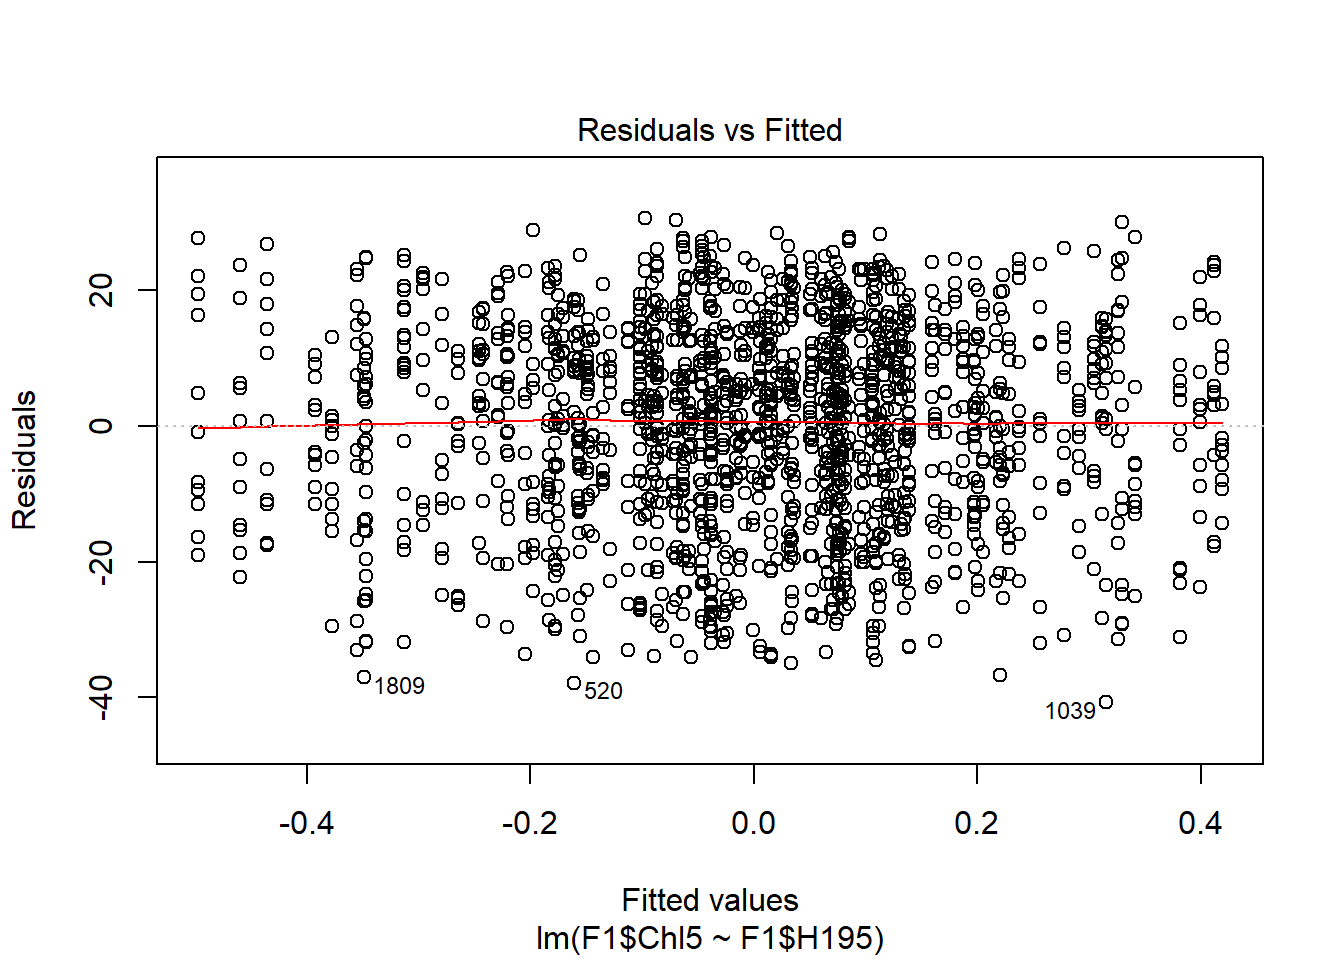 Residuals vs Fitted
Residuals
20
0
-20
-40
1809
520
1039
-0.4 -0.2 0.0 0.2 0.4
Fitted values
lm(F1$Chl5 ~ F1$H195)